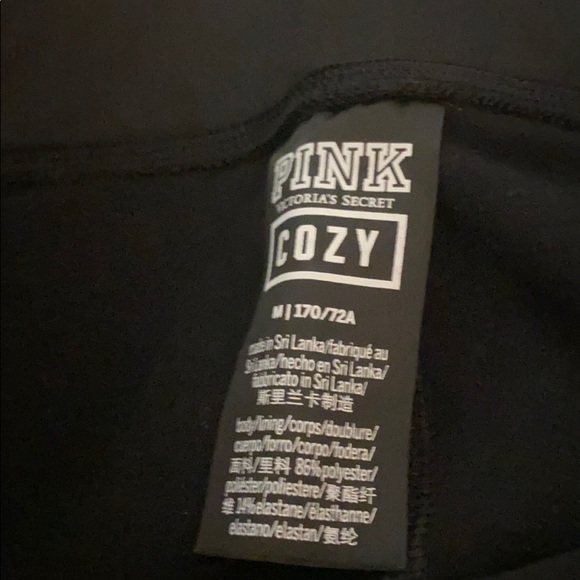 PINK
VICTORIA'S SECRET
COZY
M | 170/72A
made in Sri Lanka/fabriqué au
Sri Lanka/hecho en Sri Lanka/
fabbricato in Sri Lanka/
斯里兰卡制造
body/lining/corps/doublure/
cuerpo/forro/corpo/fodera/
面料/里料 86% polyester/
poliéster/poliestere/聚酯纤
维 14% elastane/élasthanne/
elastano/elastan/氨纶